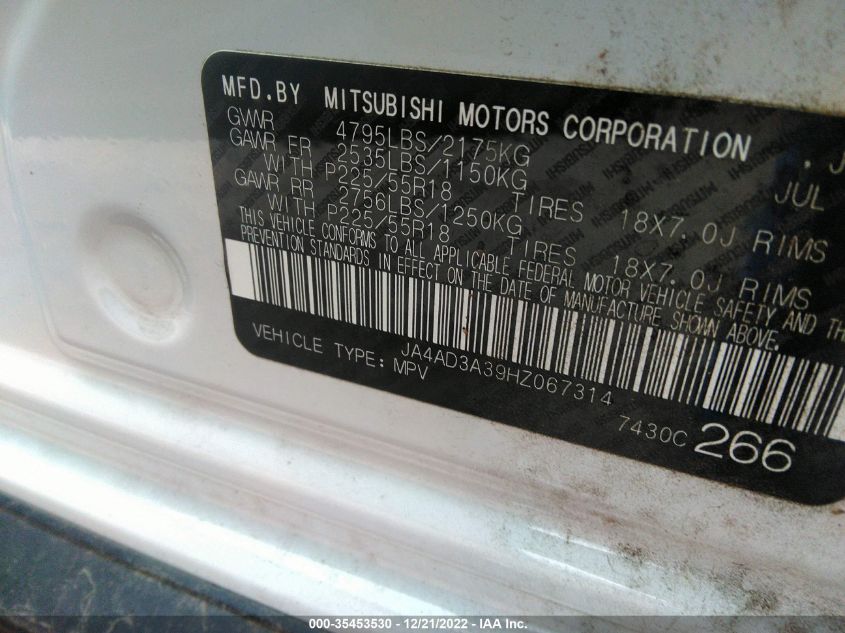 MFD.BY MITSUBISHI MOTORS CORPORATION
GVWR 4795LBS/2175KG JUL
GAWR FR 2535LBS/1150KG
WITH P225/55R18 TIRES 18X7.0J RIMS
GAWR RR 2756LBS/1250KG
WITH P225/55R18 TIRES 18X7.0J RIMS
THIS VEHICLE CONFORMS TO ALL APPLICABLE FEDERAL MOTOR VEHICLE SAFETY AND
PREVENTION STANDARDS IN EFFECT ON THE DATE OF MANUFACTURE SHOWN ABOVE.
JA4AD3A39HZ067314
VEHICLE TYPE: MPV
7430C 266
000-35453530 - 12/21/2022 - IAA Inc.